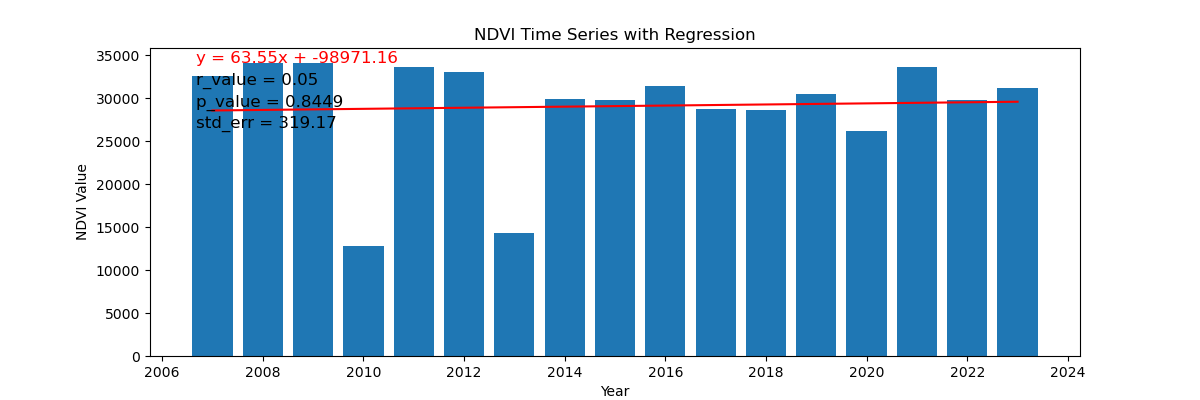 NDVI Time Series with Regression
y = 63.55x + -98971.16
r_value = 0.05
p_value = 0.8449
std_err = 319.17
NDVI Value
35000
30000
25000
20000
15000
10000
5000
0
2006 2008 2010 2012 2014 2016 2018 2020 2022 2024
Year